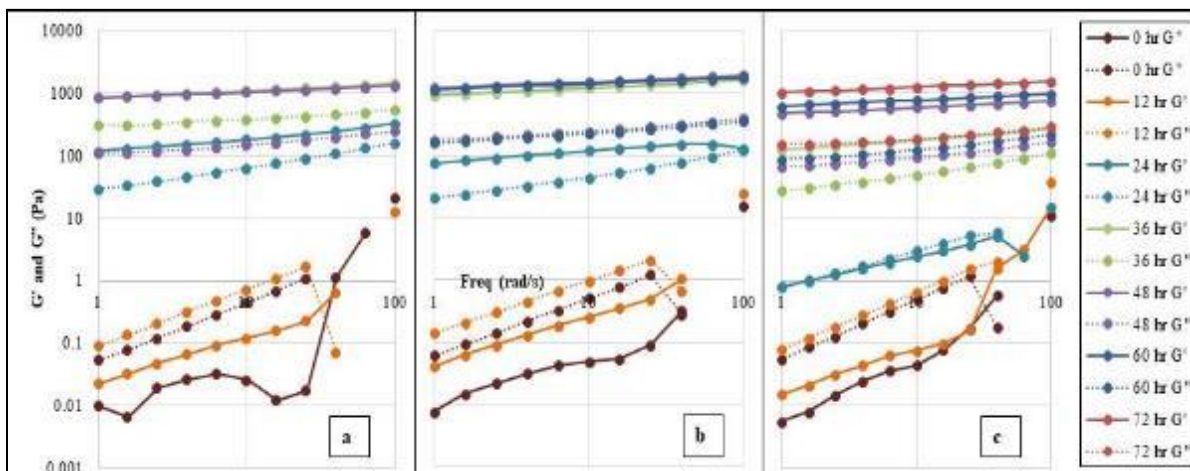 10000
1000
100
10
1
0.1
0.01
0.001
G' and G'' (Pa)
1
10
100
a
Freq (rad/s)
1
10
100
b
1
10
100
c
0 hr G'
0 hr G"
12 hr G'
12 hr G"
24 hr G'
24 hr G"
36 hr G'
36 hr G"
48 hr G'
48 hr G"
60 hr G'
60 hr G"
72 hr G'
72 hr G"